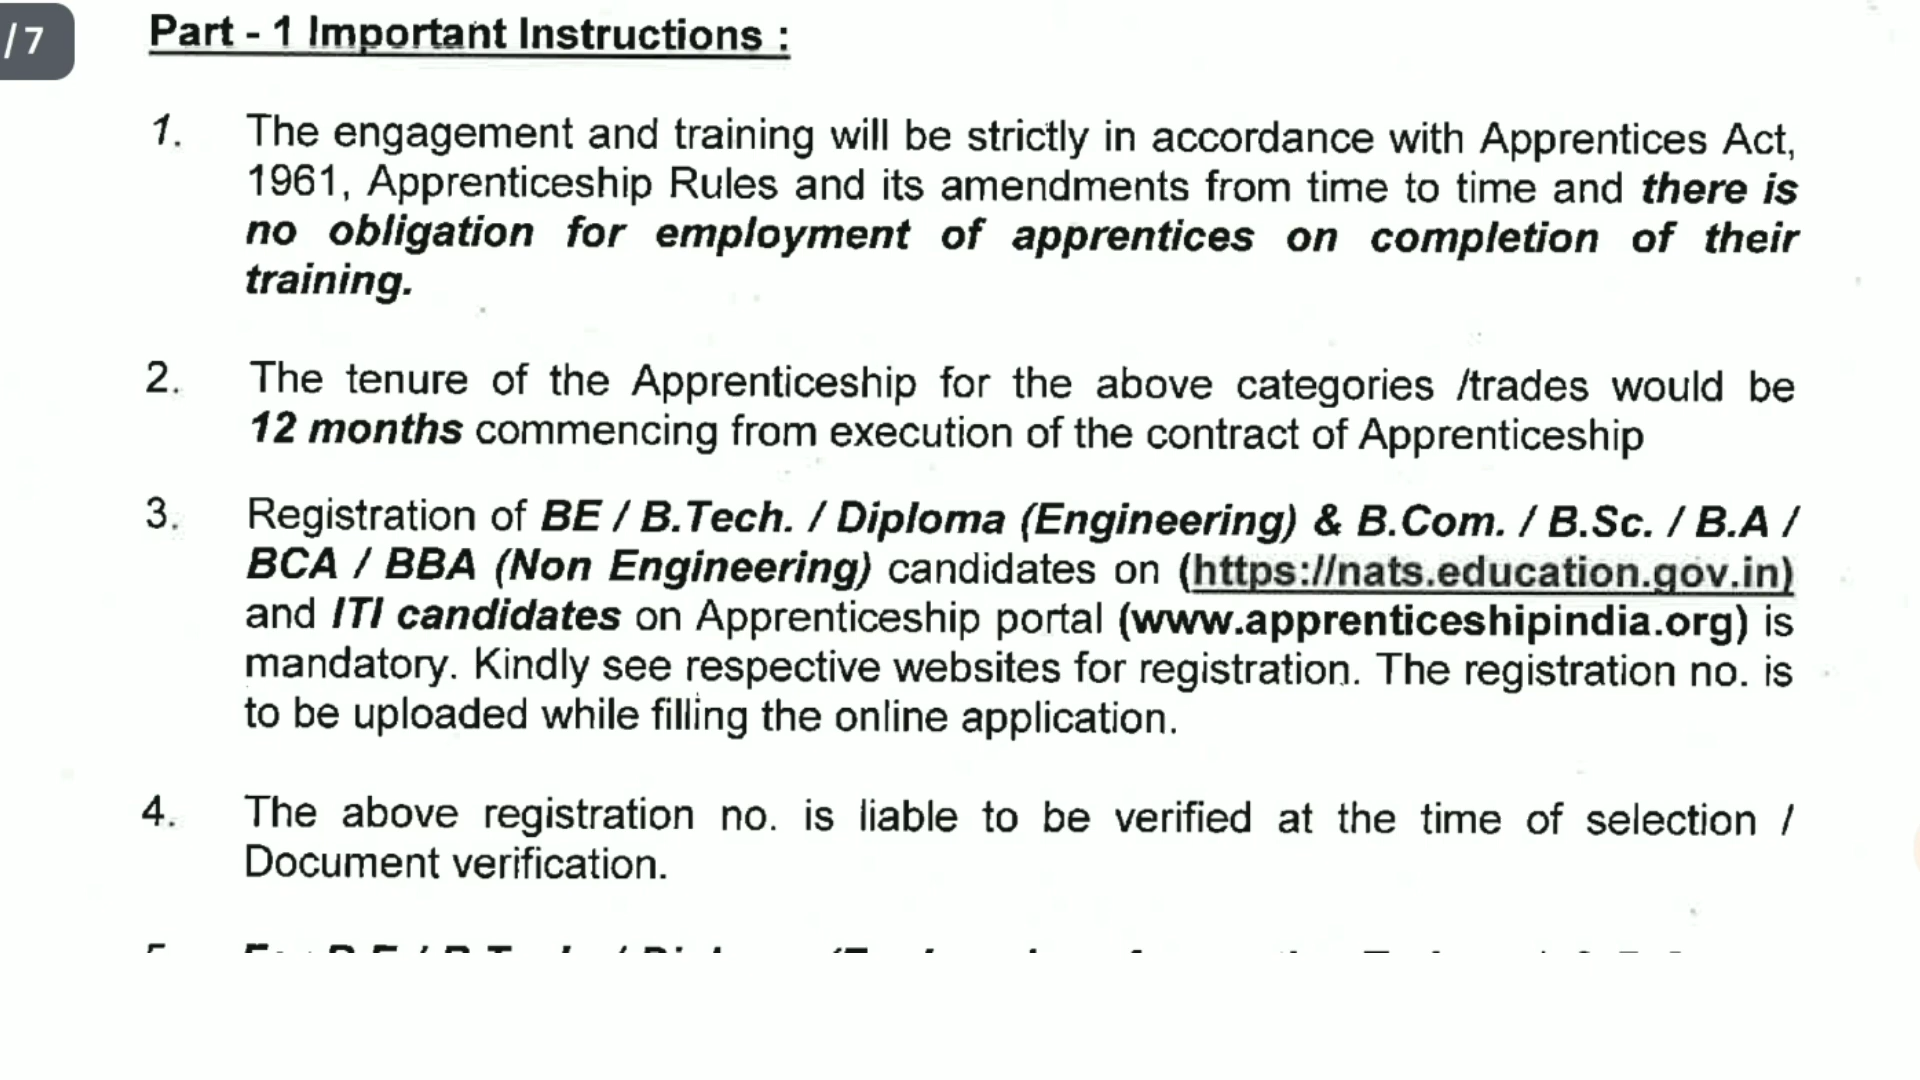 /7
Part - 1 Important Instructions :
1. The engagement and training will be strictly in accordance with Apprentices Act,
1961, Apprenticeship Rules and its amendments from time to time and there is
no obligation for employment of apprentices on completion of their
training.
2. The tenure of the Apprenticeship for the above categories /trades would be
12 months commencing from execution of the contract of Apprenticeship
3. Registration of BE / B.Tech. / Diploma (Engineering) & B.Com. / B.Sc. / B.A /
BCA / BBA (Non Engineering) candidates on (https://nats.education.gov.in)
and ITI candidates on Apprenticeship portal (www.apprenticeshipindia.org) is
mandatory. Kindly see respective websites for registration. The registration no. is
to be uploaded while filling the online application.
4. The above registration no. is liable to be verified at the time of selection /
Document verification.